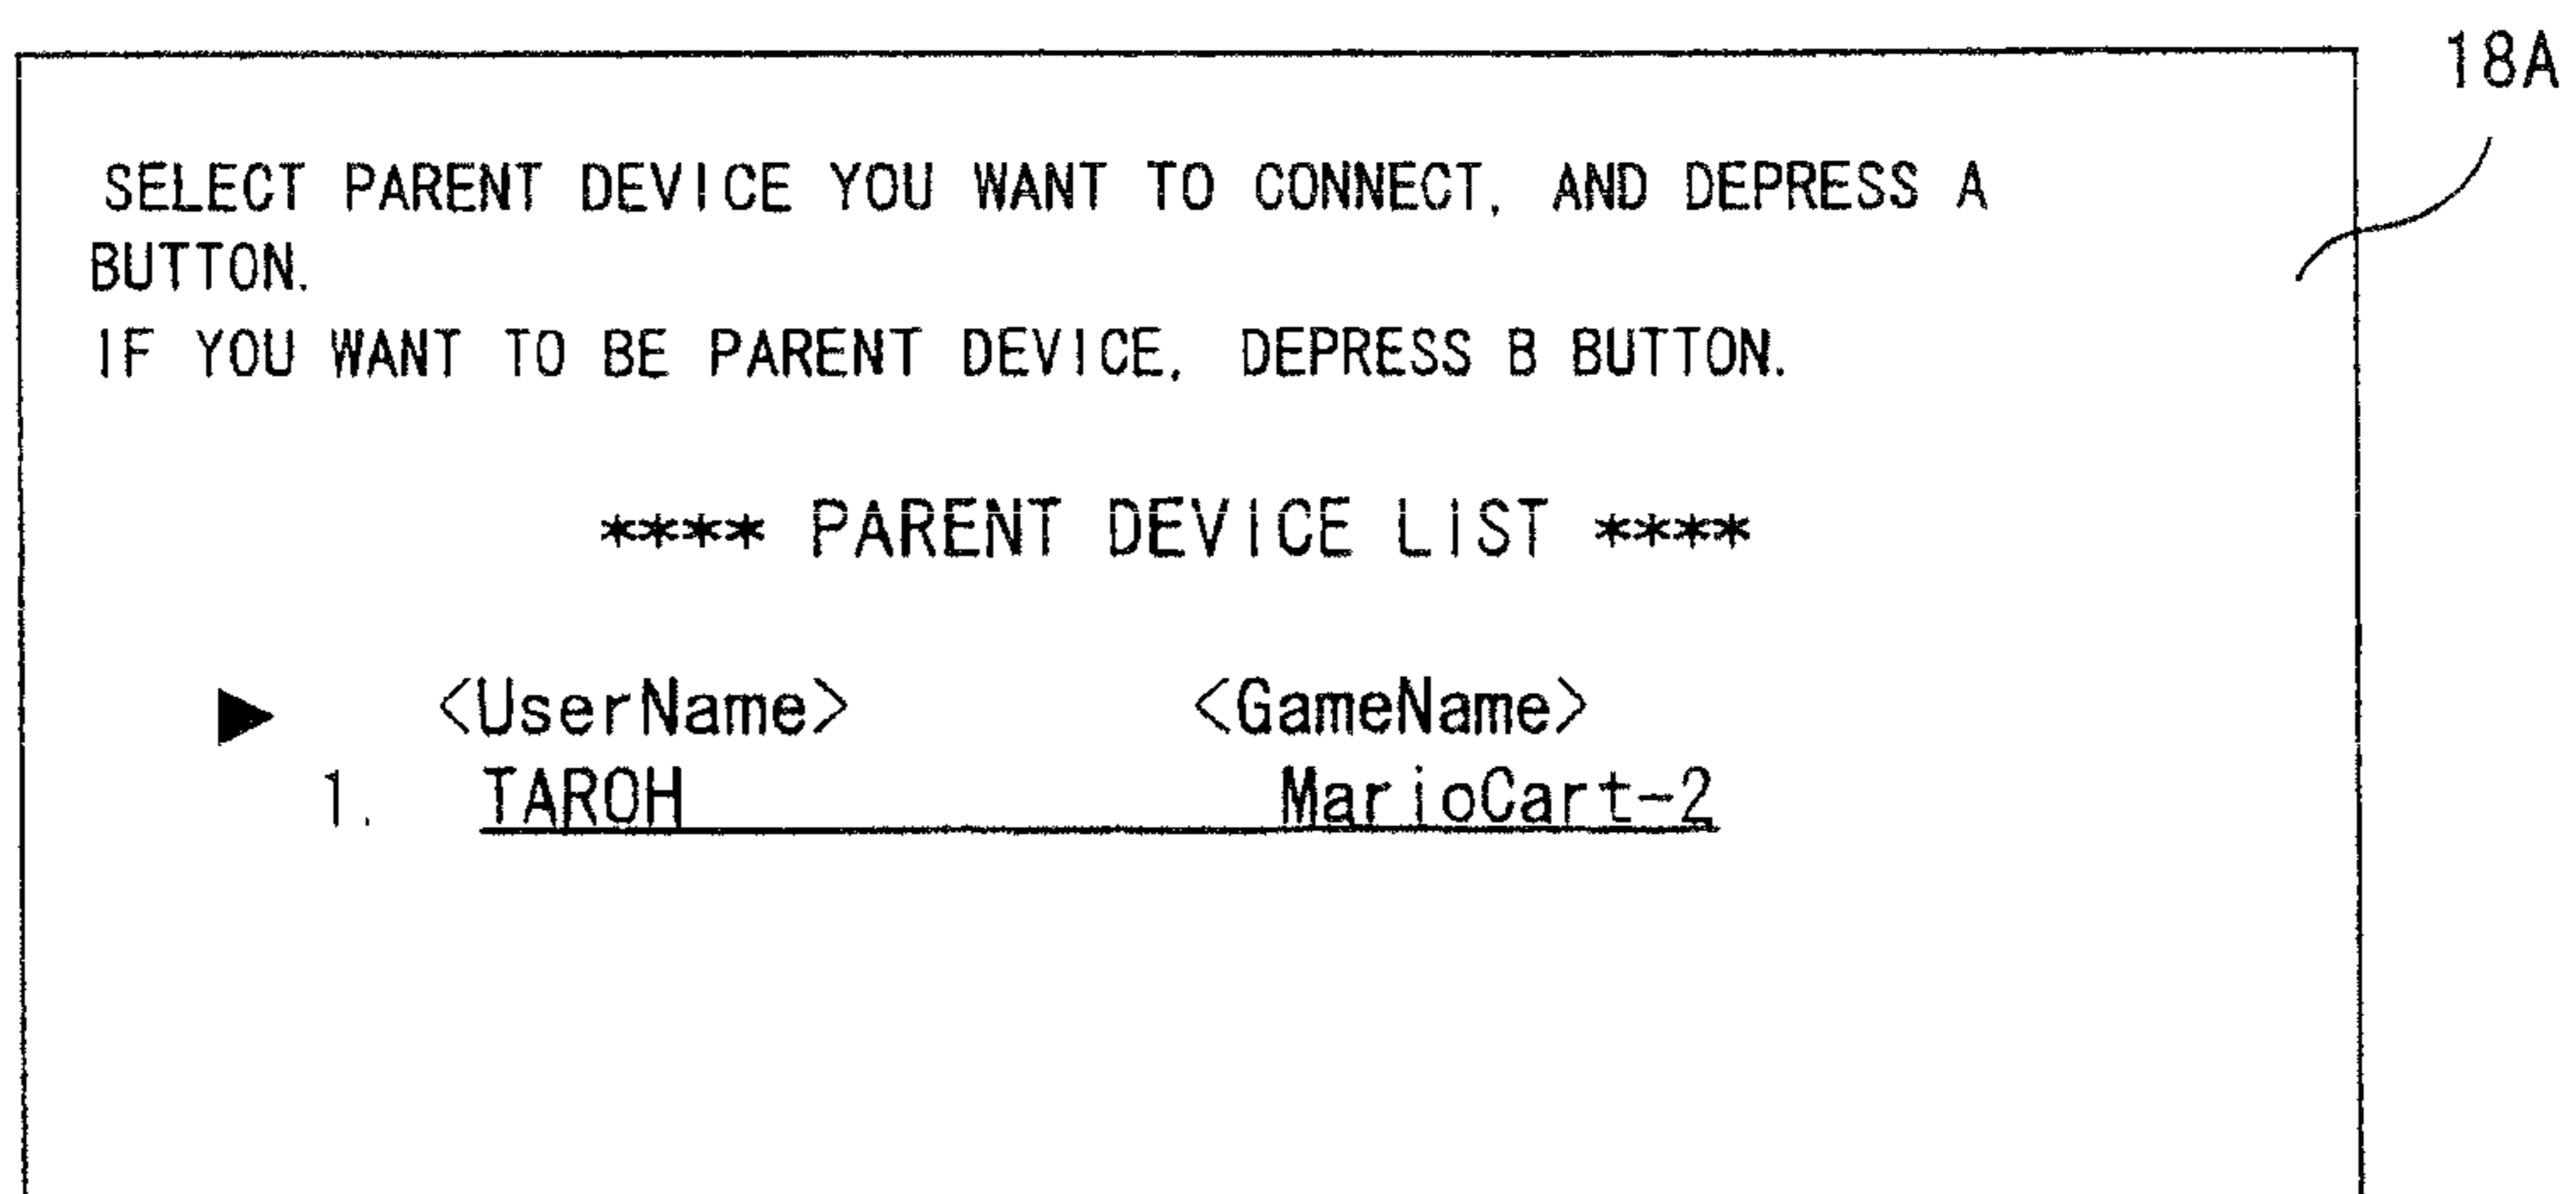 18A
SELECT PARENT DEVICE YOU WANT TO CONNECT, AND DEPRESS A
BUTTON.
IF YOU WANT TO BE PARENT DEVICE, DEPRESS B BUTTON.
**** PARENT DEVICE LIST ****
▶ <UserName> <GameName>
1. TAROH MarioCart-2